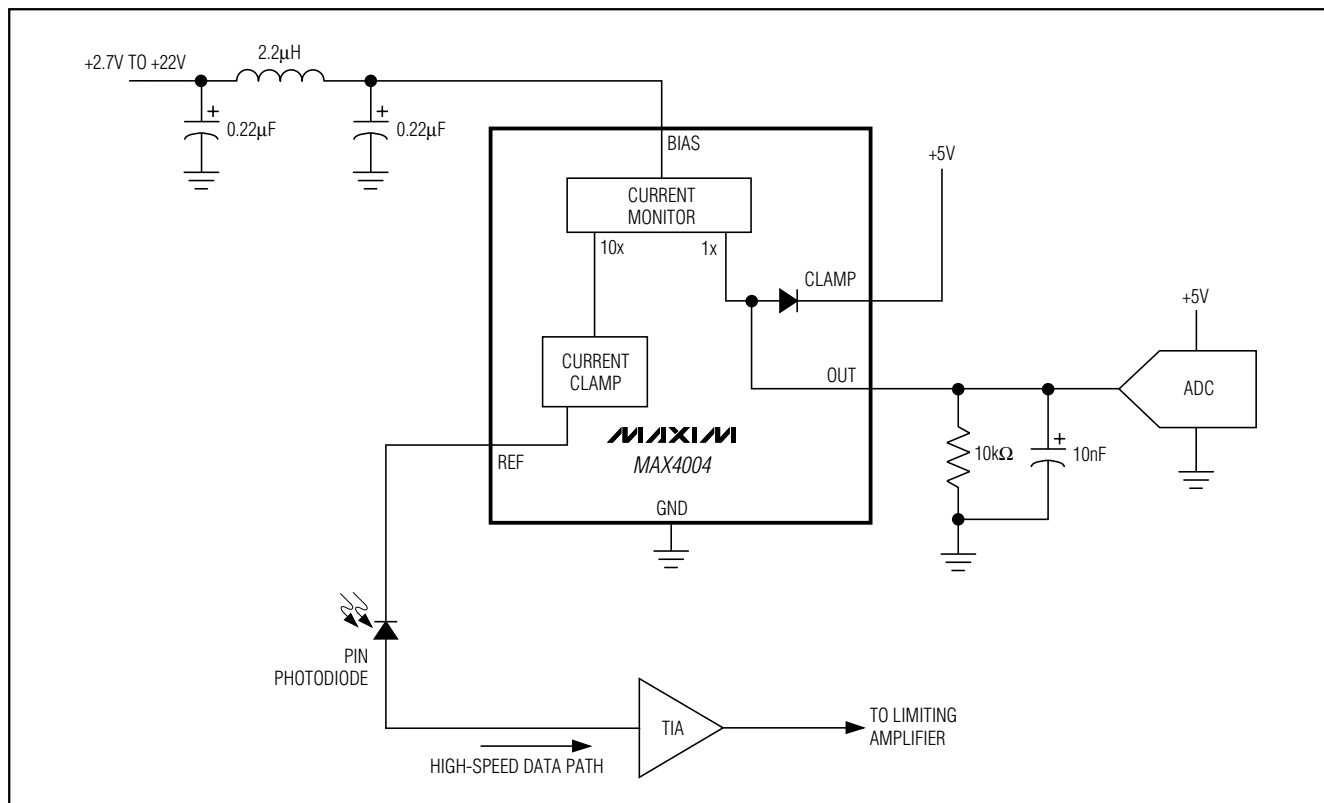 +2.7V TO +22V
2.2µH
+
0.22µF
+
0.22µF
BIAS
+5V
CURRENT
MONITOR
10x
1x
CLAMP
+5V
CURRENT
CLAMP
OUT
ADC
MAXIM
MAX4004
REF
10kΩ
+
10nF
GND
PIN
PHOTODIODE
TIA
TO LIMITING
AMPLIFIER
HIGH-SPEED DATA PATH